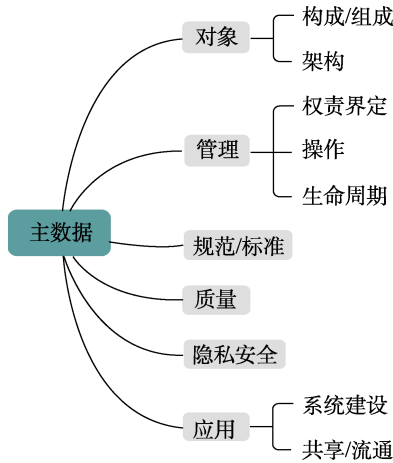 主数据
对象
构成/组成
架构
管理
权责界定
操作
生命周期
规范/标准
质量
隐私安全
应用
系统建设
共享/流通